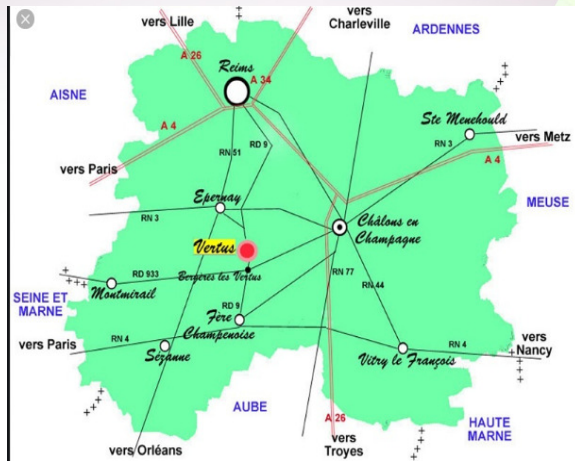 vers Lille
vers
Charleville
ARDENNES
A 26
Reims
A 34
AISNE
Ste Menehould
A 4
RN 51
RD 9
RN 3
vers Metz
A 4
vers Paris
Epernay
MEUSE
RN 3
Châlons en
Champagne
Vertus
RD 933
Bergères les Vertus
RN 77
RN 44
Montmirail
SEINE ET
MARNE
RD 9
Fère
Champenoise
vers Paris
RN 4
Sézanne
Vitry le François
RN 4
vers
Nancy
AUBE
A 26
HAUTE
MARNE
vers Orléans
vers
Troyes